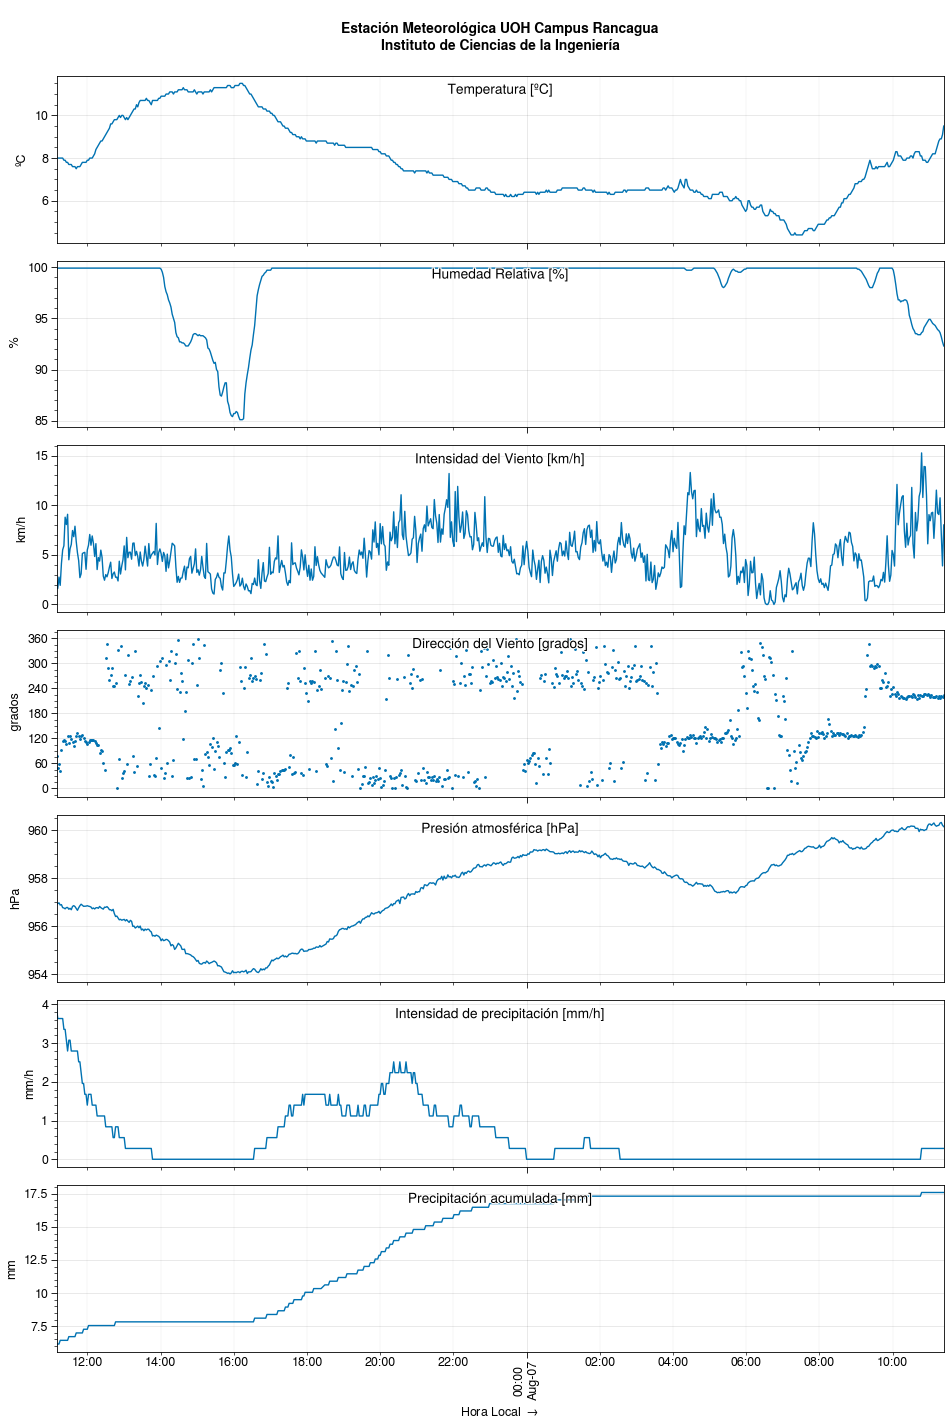 Estación Meteorológica UOH Campus Rancagua
Instituto de Ciencias de la Ingeniería
Temperatura [ºC]
ºC
10
8
6
Humedad Relativa [%]
%
100
95
90
85
Intensidad del Viento [km/h]
km/h
15
10
5
0
Dirección del Viento [grados]
grados
360
300
240
180
120
60
0
Presión atmosférica [hPa]
hPa
960
958
956
954
Intensidad de precipitación [mm/h]
mm/h
4
3
2
1
0
Precipitación acumulada [mm]
mm
17.5
15
12.5
10
7.5
12:00 14:00 16:00 18:00 20:00 22:00 00:00 02:00 04:00 06:00 08:00 10:00
Aug-07
Hora Local →